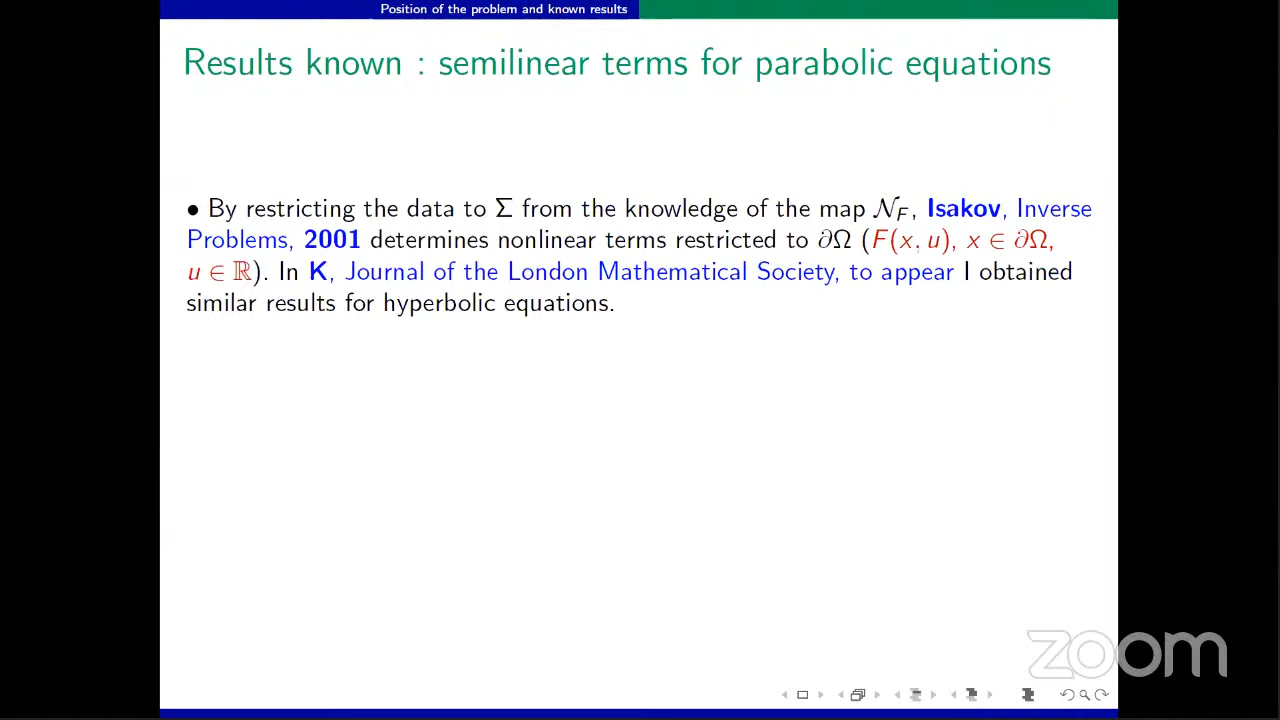 Position of the problem and known results
Results known : semilinear terms for parabolic equations
• By restricting the data to Σ from the knowledge of the map 𝒩_F, Isakov, Inverse
Problems, 2001 determines nonlinear terms restricted to ∂Ω (F(x, u), x ∈ ∂Ω,
u ∈ ℝ). In K, Journal of the London Mathematical Society, to appear I obtained
similar results for hyperbolic equations.
zoom